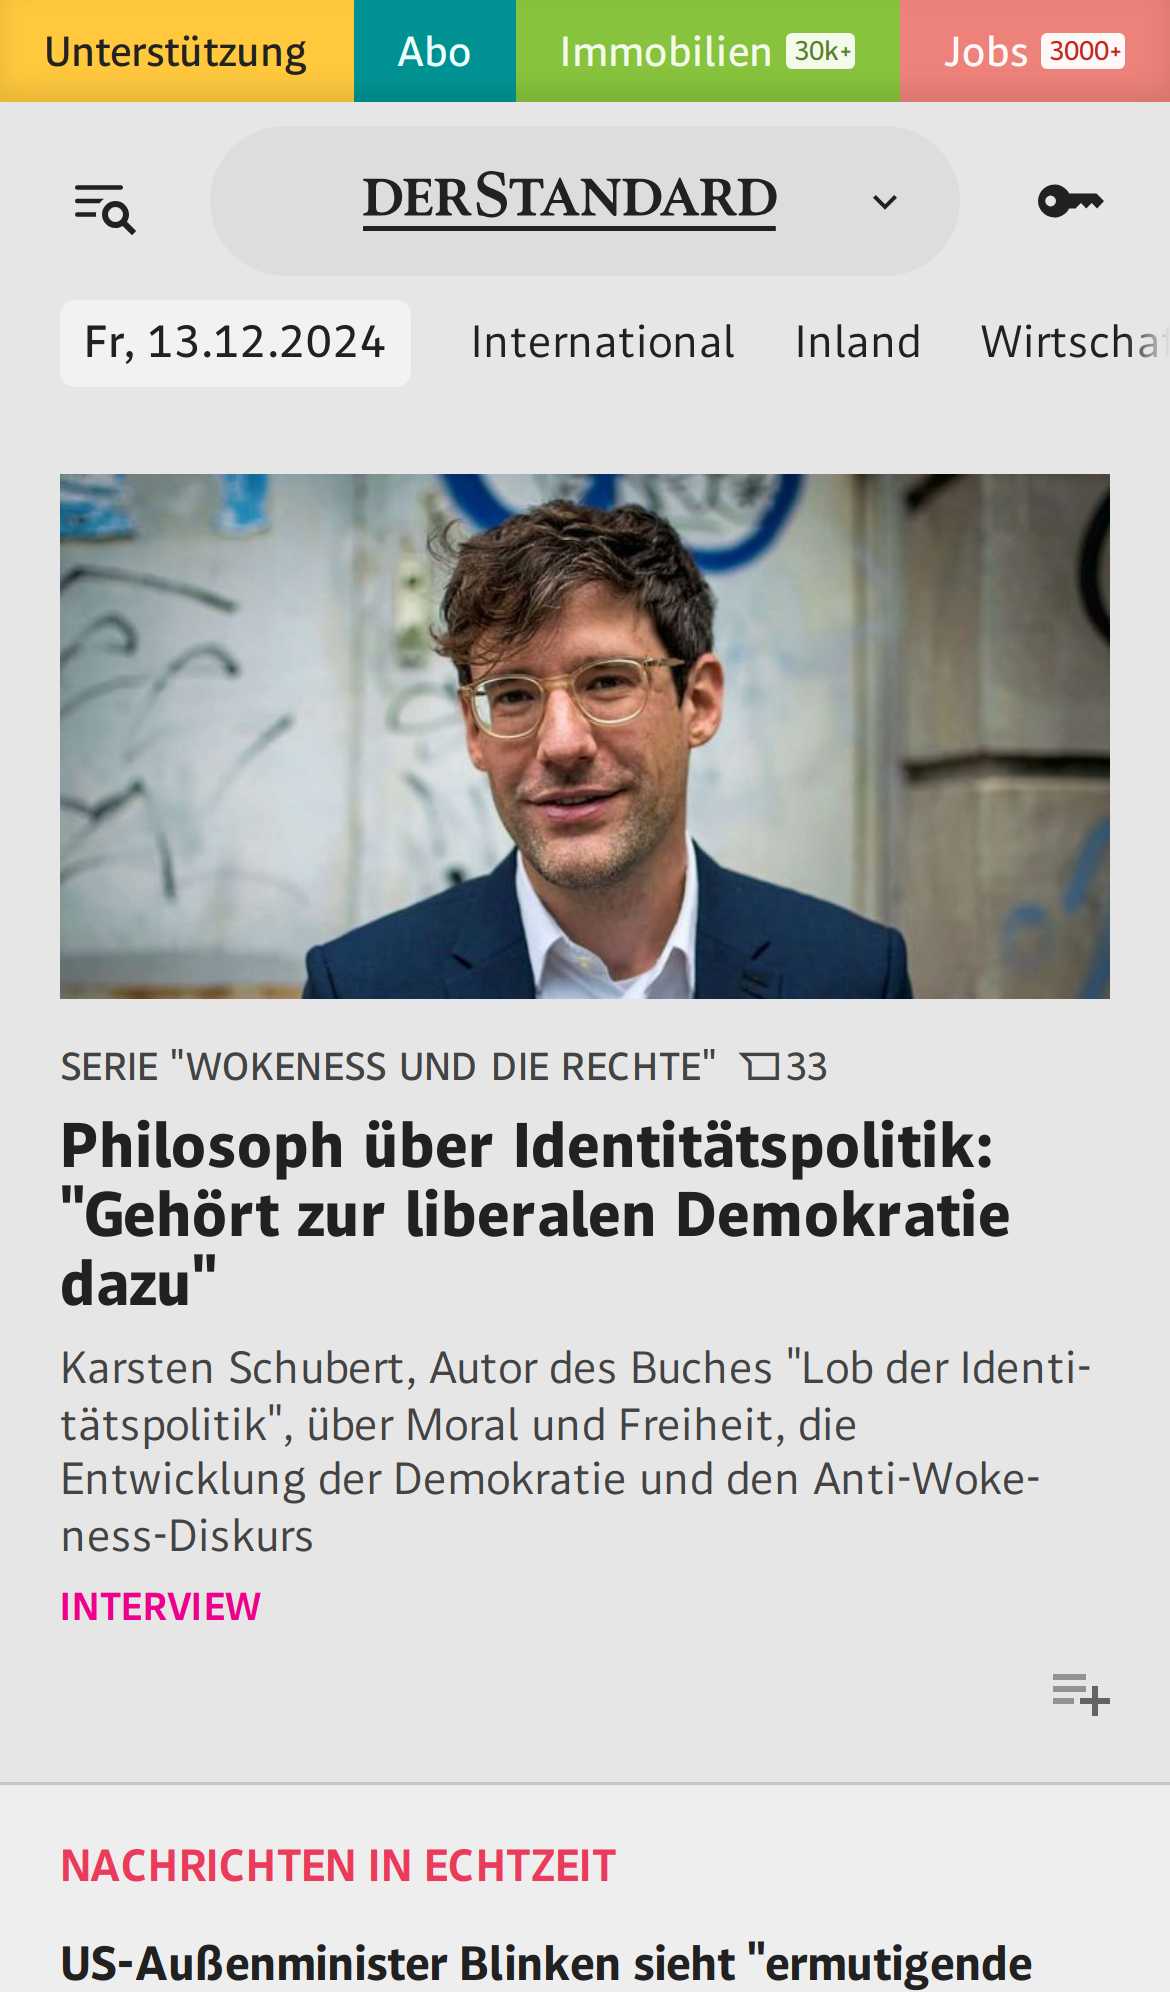 Unterstützung Abo Immobilien 30k+ Jobs 3000+
DERSTANDARD
Fr, 13.12.2024 International Inland Wirtscha
SERIE "WOKENESS UND DIE RECHTE" 33
Philosoph über Identitätspolitik:
"Gehört zur liberalen Demokratie
dazu"
Karsten Schubert, Autor des Buches "Lob der Identi-
tätspolitik", über Moral und Freiheit, die
Entwicklung der Demokratie und den Anti-Woke-
ness-Diskurs
INTERVIEW
NACHRICHTEN IN ECHTZEIT
US-Außenminister Blinken sieht "ermutigende